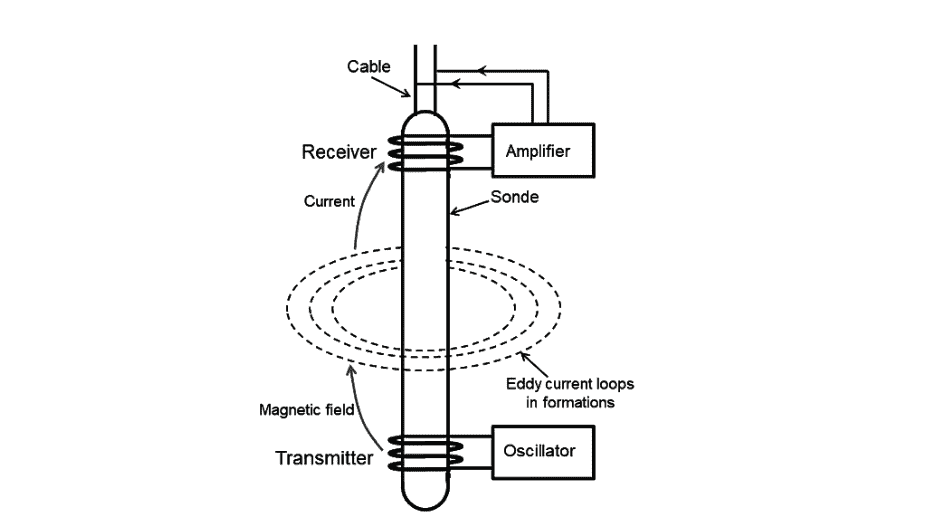 Cable
Receiver
Amplifier
Current
Sonde
Eddy current loops
in formations
Magnetic field
Transmitter
Oscillator